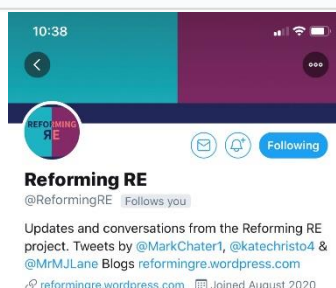 10:38
REFORMING
RE
Following
Reforming RE
@ReformingRE Follows you
Updates and conversations from the Reforming RE
project. Tweets by @MarkChater1, @katechristo4 &
@MrMJLane Blogs reformingre.wordpress.com
reformingre.wordpress.com Joined August 2020